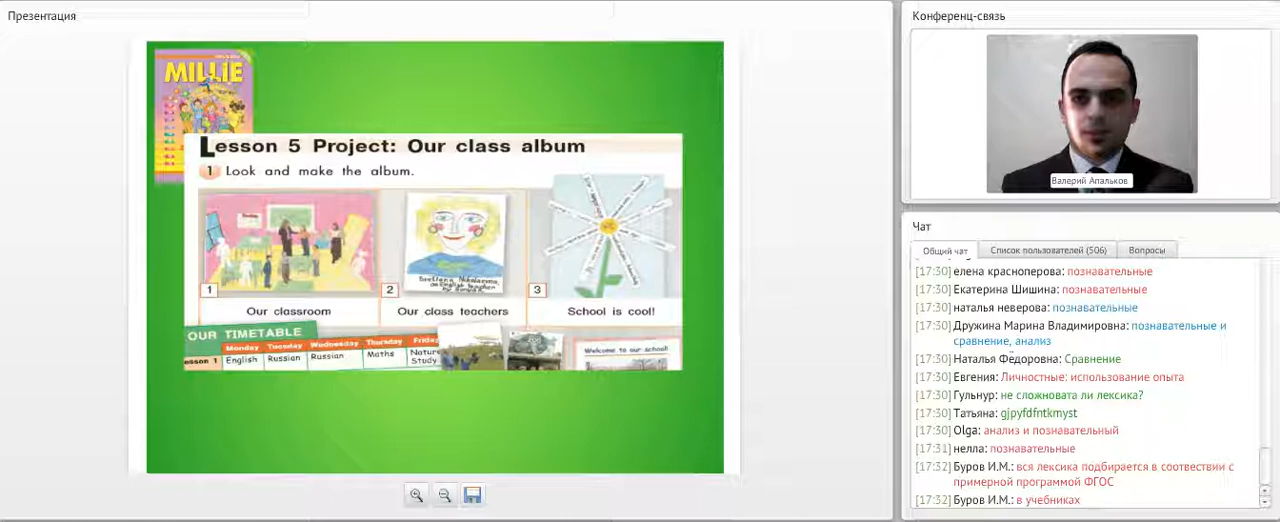 Презентация
MILLIE
Lesson 5 Project: Our class album
1 Look and make the album.
1
2
3
Our classroom
Our class teachers
School is cool!
OUR TIMETABLE
Monday Tuesday Wednesday Thursday Friday
Lesson 1 English Russian Russian Maths Nature Study
Welcome to our school!
Конференц-связь
Валерий Апальков
Чат
Общий чат Список пользователей (506) Вопросы
[17:30] елена красноперова: познавательные
[17:30] Екатерина Шишина: познавательные
[17:30] наталья неверова: познавательные
[17:30] Дружина Марина Владимировна: познавательные и
сравнение, анализ
[17:30] Наталья Фёдоровна: Сравнение
[17:30] Евгения: Личностные: использование опыта
[17:30] Гульнур: не сложновата ли лексика?
[17:30] Татьяна: gjpyfdfntkmyst
[17:30] Olga: анализ и познавательный
[17:31] нелла: познавательные
[17:32] Буров И.М.: вся лексика подбирается в соотвествии с
примерной программой ФГОС
[17:32] Буров И.М.: в учебниках